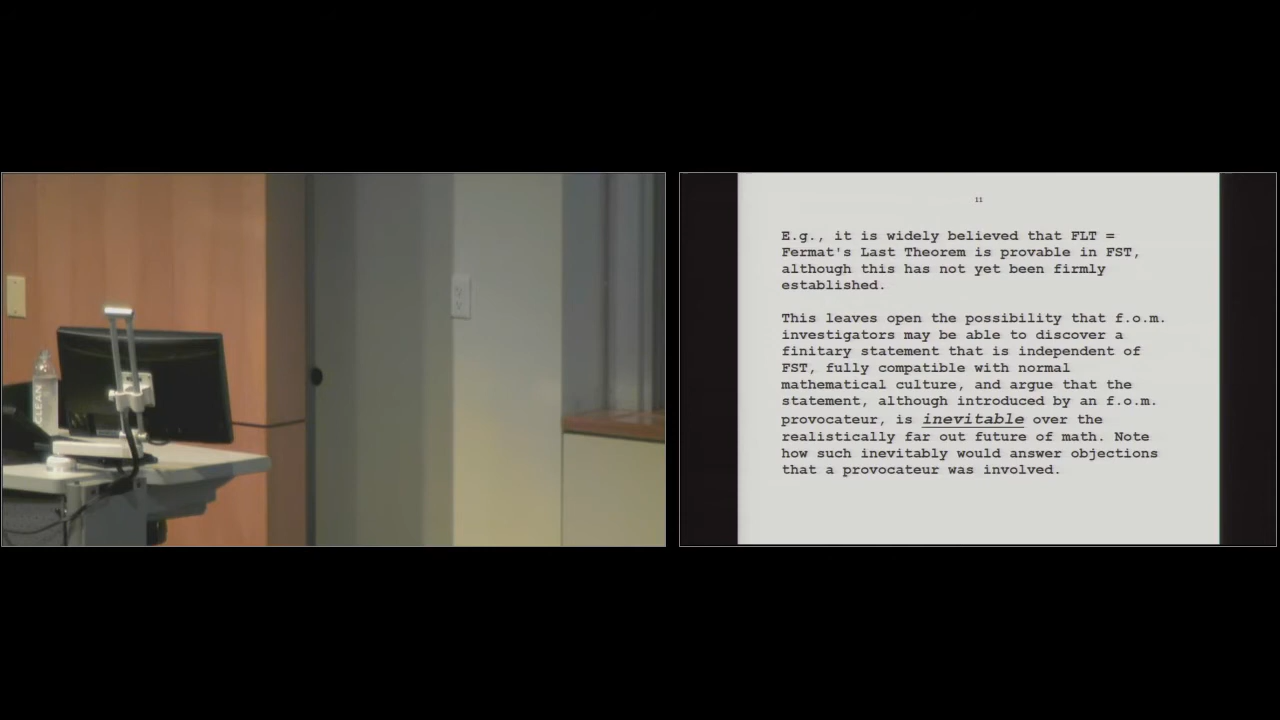 CLEAN
11
E.g., it is widely believed that FLT =
Fermat's Last Theorem is provable in FST,
although this has not yet been firmly
established.
This leaves open the possibility that f.o.m.
investigators may be able to discover a
finitary statement that is independent of
FST, fully compatible with normal
mathematical culture, and argue that the
statement, although introduced by an f.o.m.
provocateur, is inevitable over the
realistically far out future of math. Note
how such inevitably would answer objections
that a provocateur was involved.